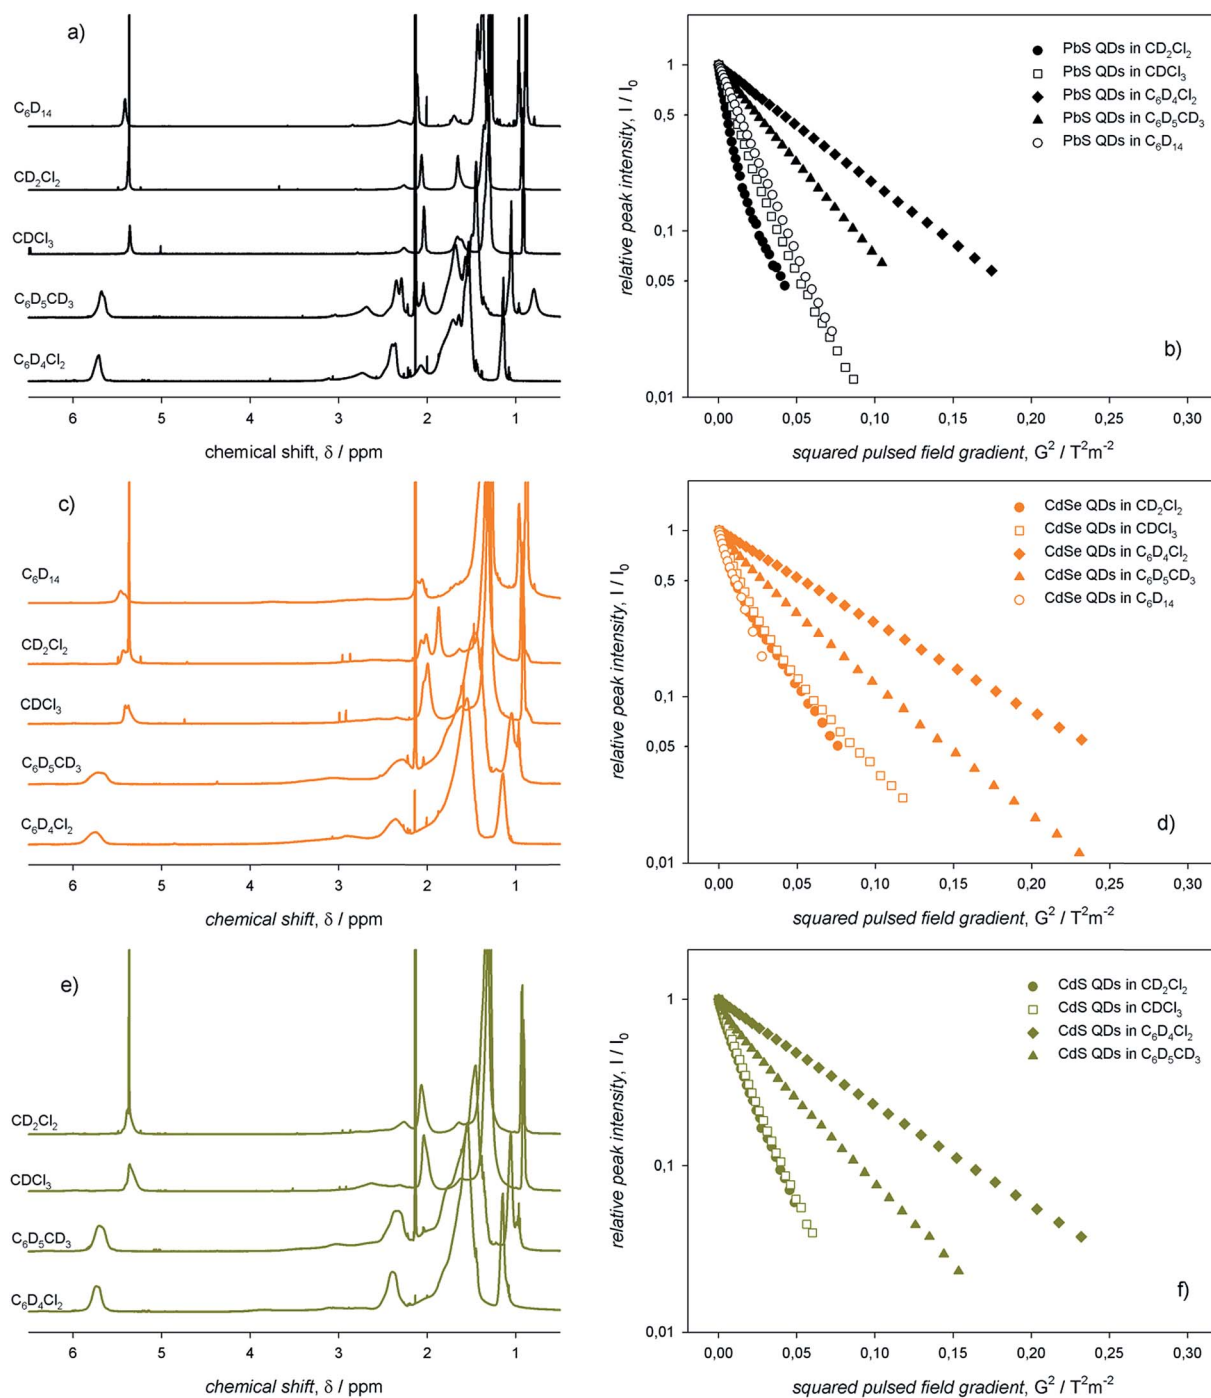 a)
C₆D₁₄
CD₂Cl₂
CDCl₃
C₆D₅CD₃
C₆D₄Cl₂
6 5 4 3 2 1
chemical shift, δ / ppm
b)
PbS QDs in CD₂Cl₂
PbS QDs in CDCl₃
PbS QDs in C₆D₄Cl₂
PbS QDs in C₆D₅CD₃
PbS QDs in C₆D₁₄
relative peak intensity, I / I₀
1
0,5
0,1
0,05
0,01
0,00 0,05 0,10 0,15 0,20 0,25 0,30
squared pulsed field gradient, G² / T²m⁻²
c)
C₆D₁₄
CD₂Cl₂
CDCl₃
C₆D₅CD₃
C₆D₄Cl₂
6 5 4 3 2 1
chemical shift, δ / ppm
d)
CdSe QDs in CD₂Cl₂
CdSe QDs in CDCl₃
CdSe QDs in C₆D₄Cl₂
CdSe QDs in C₆D₅CD₃
CdSe QDs in C₆D₁₄
relative peak intensity, I / I₀
1
0,5
0,1
0,05
0,01
0,00 0,05 0,10 0,15 0,20 0,25 0,30
squared pulsed field gradient, G² / T²m⁻²
e)
CD₂Cl₂
CDCl₃
C₆D₅CD₃
C₆D₄Cl₂
6 5 4 3 2 1
chemical shift, δ / ppm
f)
CdS QDs in CD₂Cl₂
CdS QDs in CDCl₃
CdS QDs in C₆D₄Cl₂
CdS QDs in C₆D₅CD₃
relative peak intensity, I / I₀
1
0,1
0,01
0,00 0,05 0,10 0,15 0,20 0,25 0,30
squared pulsed field gradient, G² / T²m⁻²